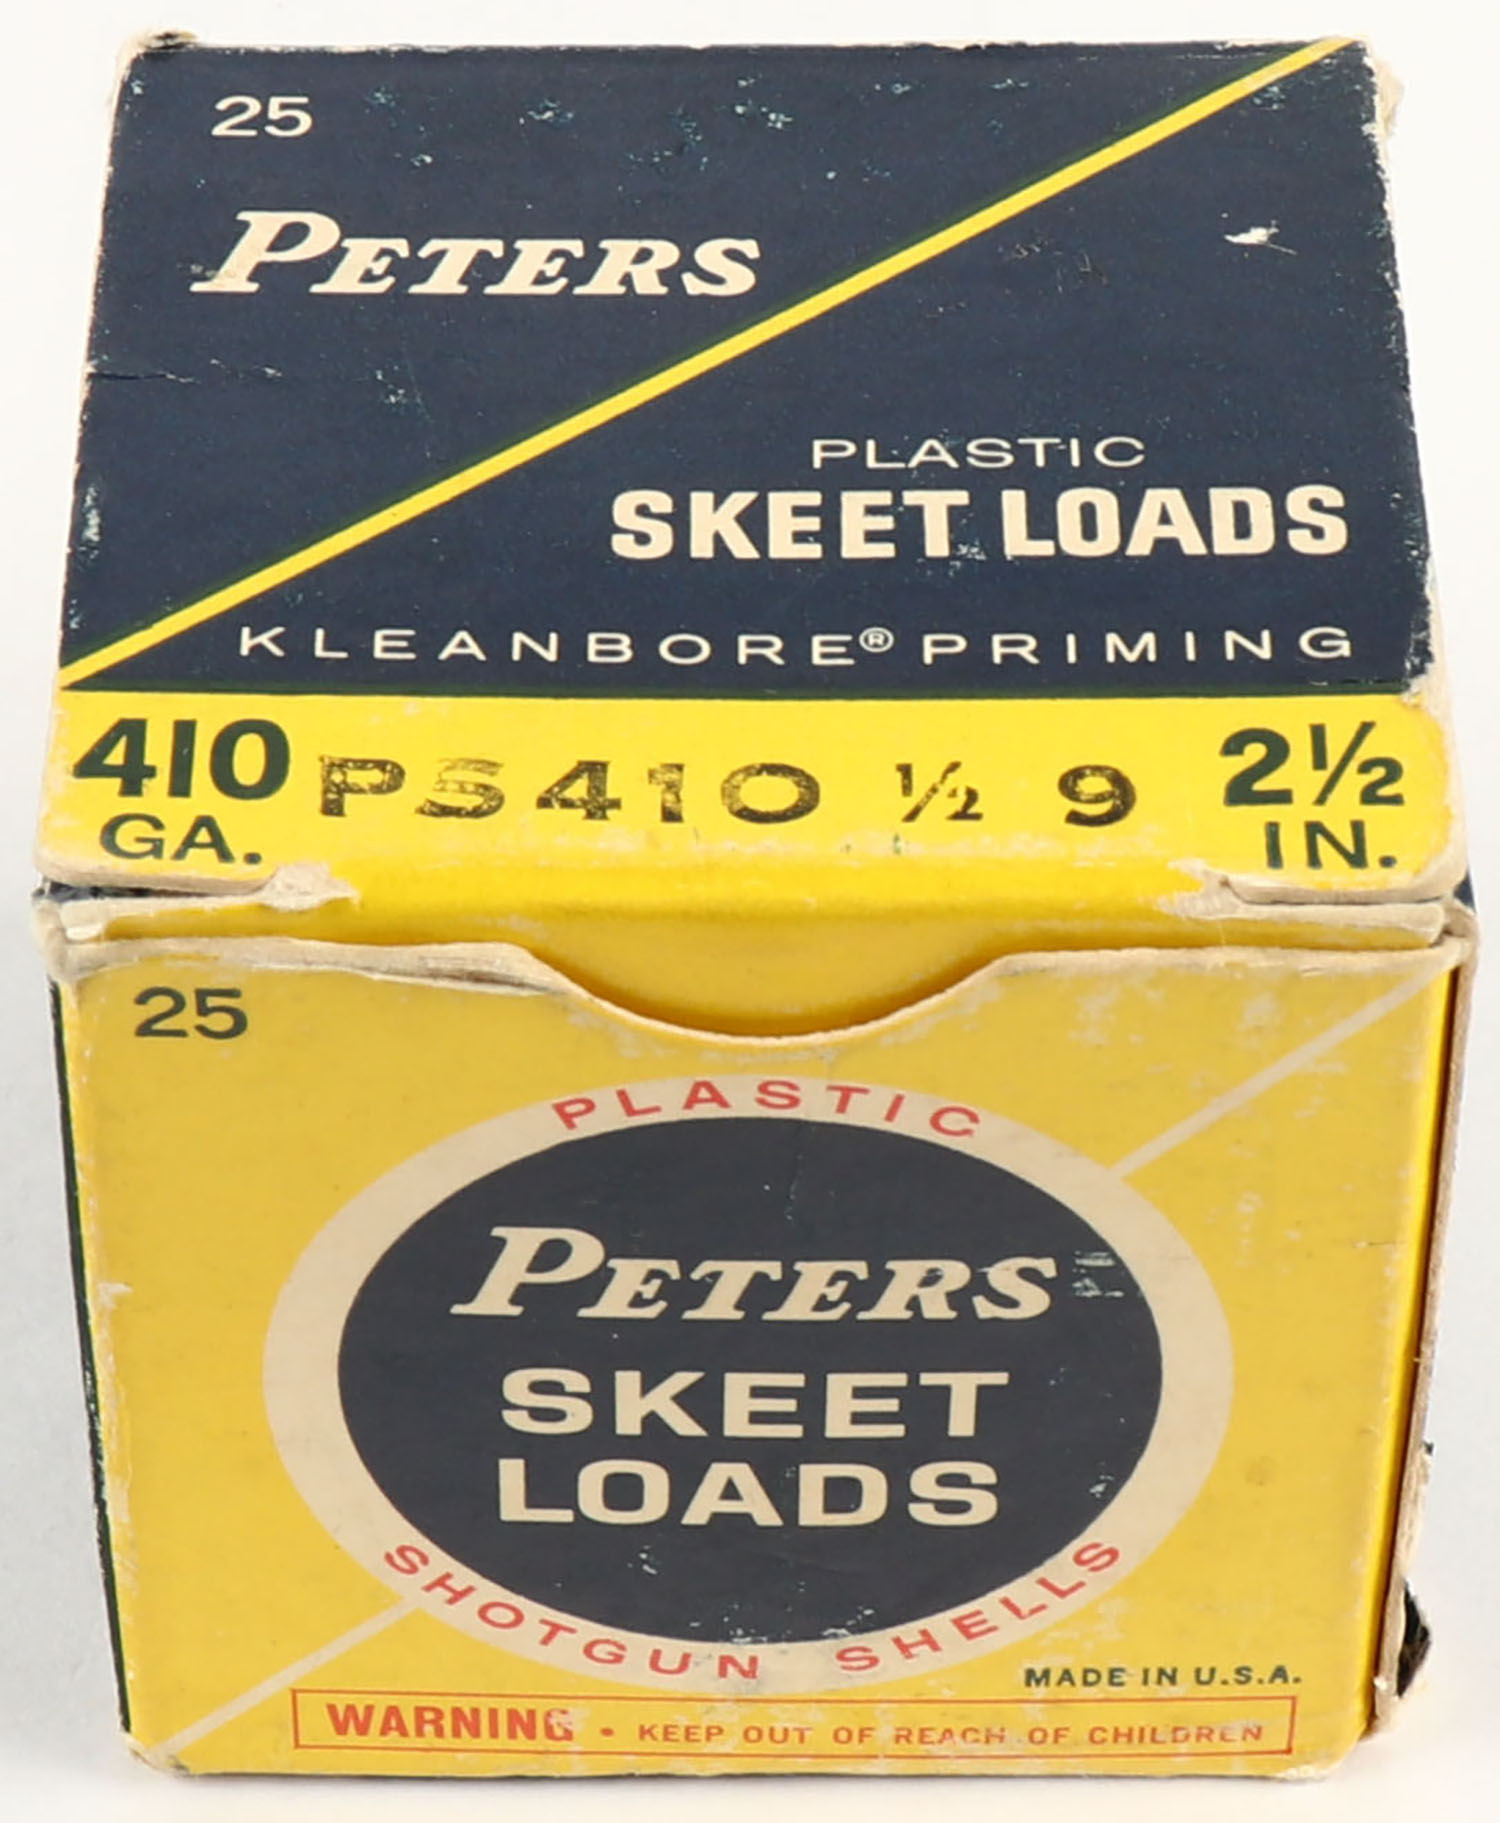 25
PETERS
PLASTIC
SKEET LOADS
KLEANBORE® PRIMING
410 GA. PS410 ½ 9 2½ IN.
25
PLASTIC
PETERS
SKEET
LOADS
SHOTGUN SHELLS
MADE IN U.S.A.
WARNING • KEEP OUT OF REACH OF CHILDREN